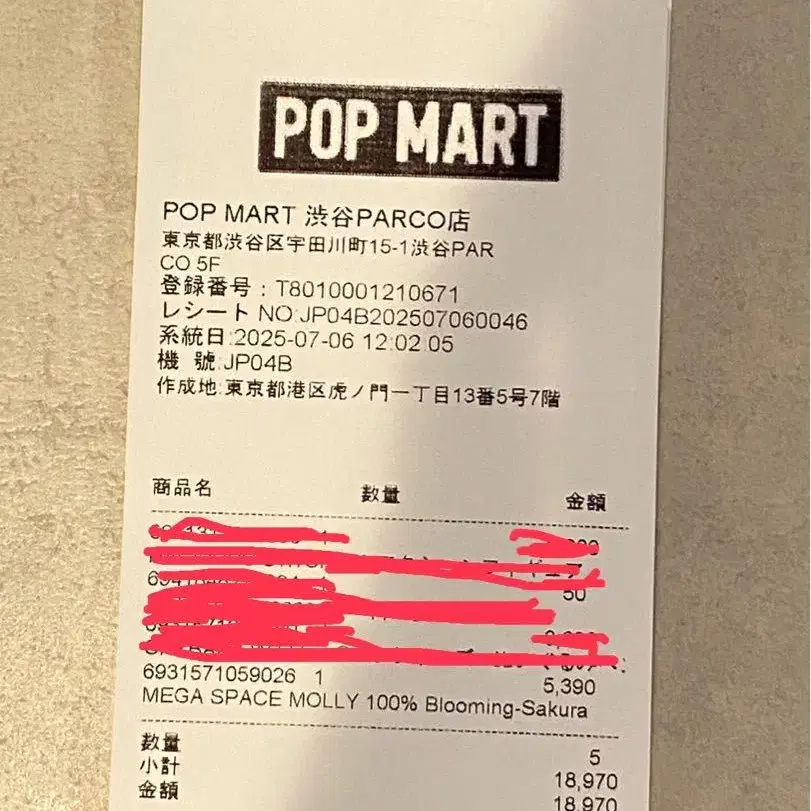 POP MART
POP MART 渋谷PARCO店
東京都渋谷区宇田川町15-1渋谷PAR
CO 5F
登録番号：T8010001210671
レシート NO:JP04B202507060046
系統日:2025-07-06 12:02:05
機 號:JP04B
作成地:東京都港区虎ノ門一丁目13番5号7階
商品名 数量 金額
50
6931571059026 1 5,390
MEGA SPACE MOLLY 100% Blooming-Sakura
数量 5
小計 18,970
金額 18,970